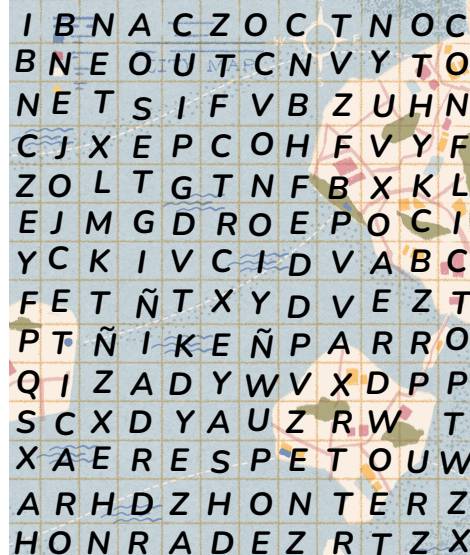 I B N A C Z O C T N O C
B N E O U T C N V Y T O
N E T S I F V B Z U H N
C J X E P C O H F V Y F
Z O L T G T N F B X K L
E J M G D R O E P O C I
Y C K I V C I D V A B C
F E T Ñ T X Y D V E Z T
P T Ñ I K E Ñ P A R R O
Q I Z A D Y W V X D P P
S C X D Y A U Z R W T
X A E R E S P E T O U W
A R H D Z H O N T E R Z
H O N R A D E Z R T Z X